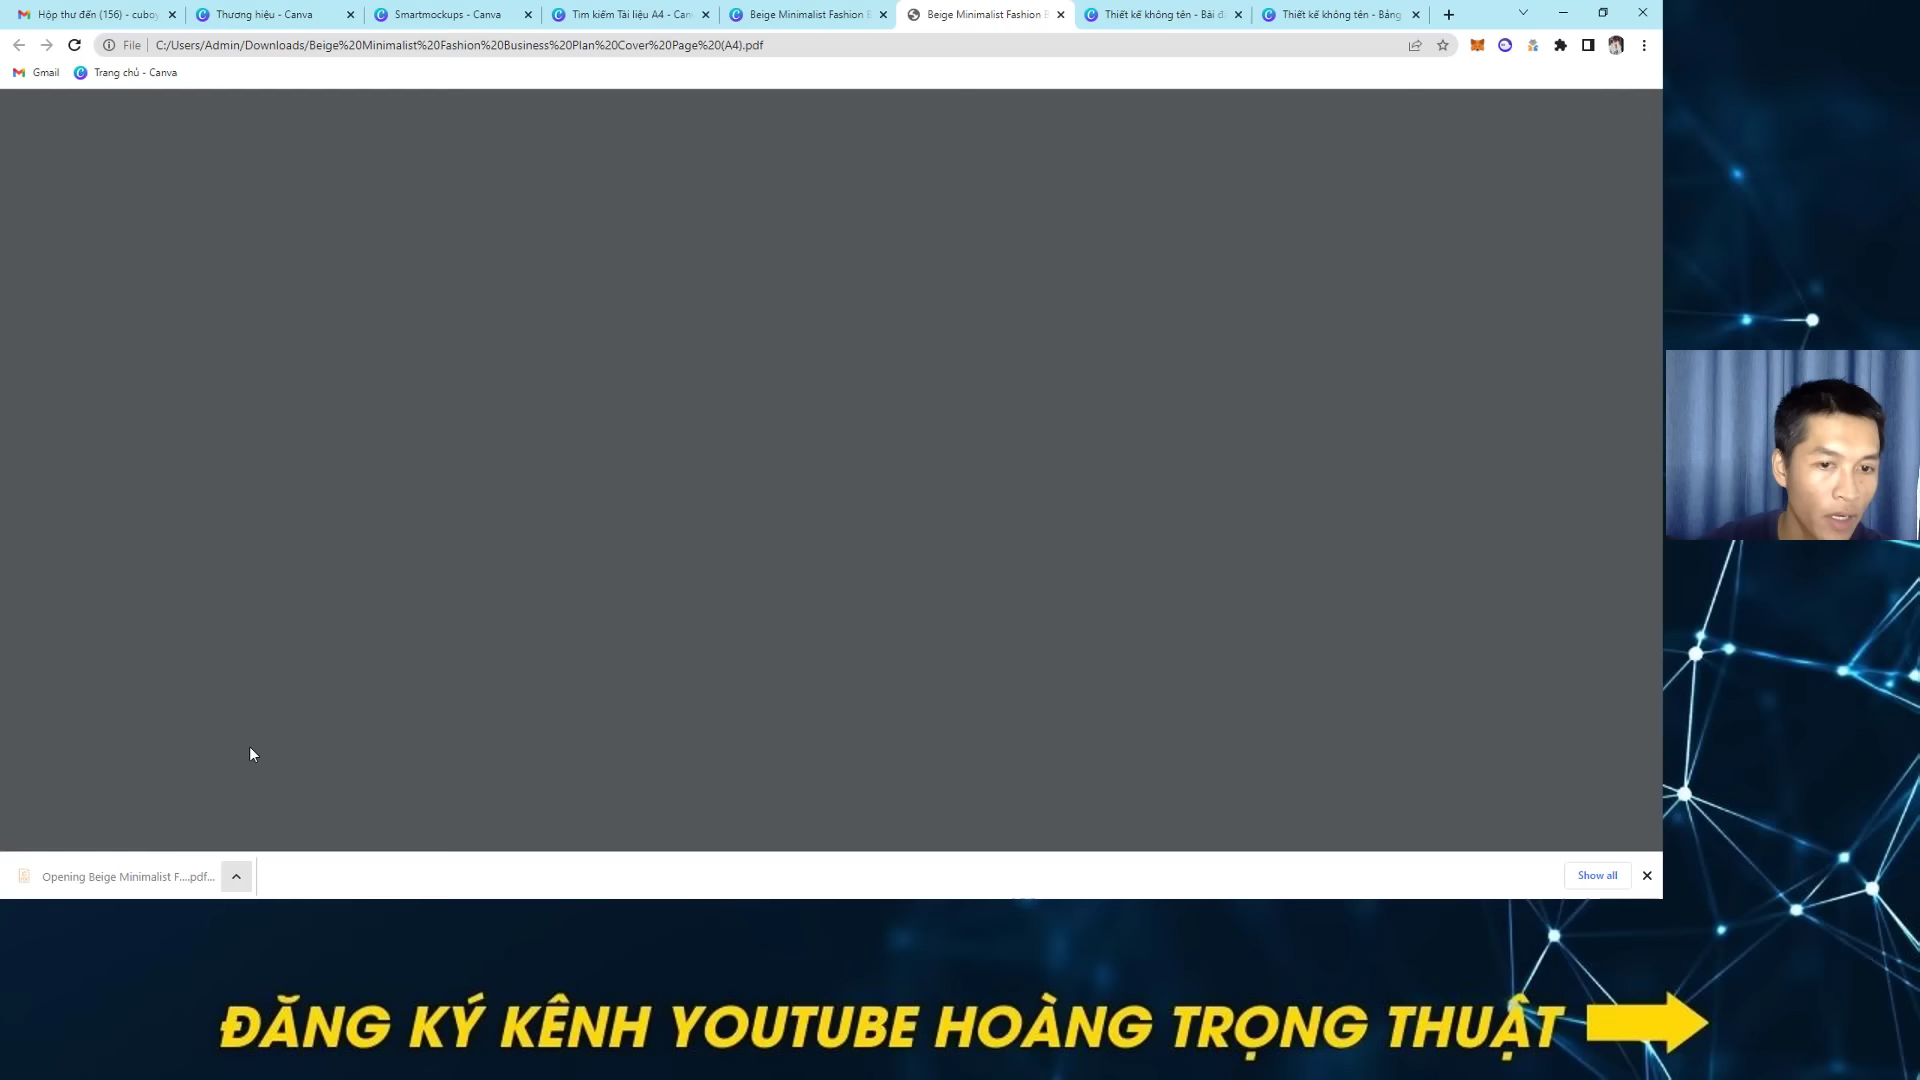 Hộp thư đến (156) - cuboy
Thương hiệu - Canva
Smartmockups - Canva
Tìm kiếm Tài liệu A4 - Can
Beige Minimalist Fashion B
Beige Minimalist Fashion B
Thiết kế không tên - Bài đ
Thiết kế không tên - Bảng
File
C:/Users/Admin/Downloads/Beige%20Minimalist%20Fashion%20Business%20Plan%20Cover%20Page%20(A4).pdf
Gmail
Trang chủ - Canva
Opening Beige Minimalist F....pdf...
Show all
ĐĂNG KÝ KÊNH YOUTUBE HOÀNG TRỌNG THUẬT